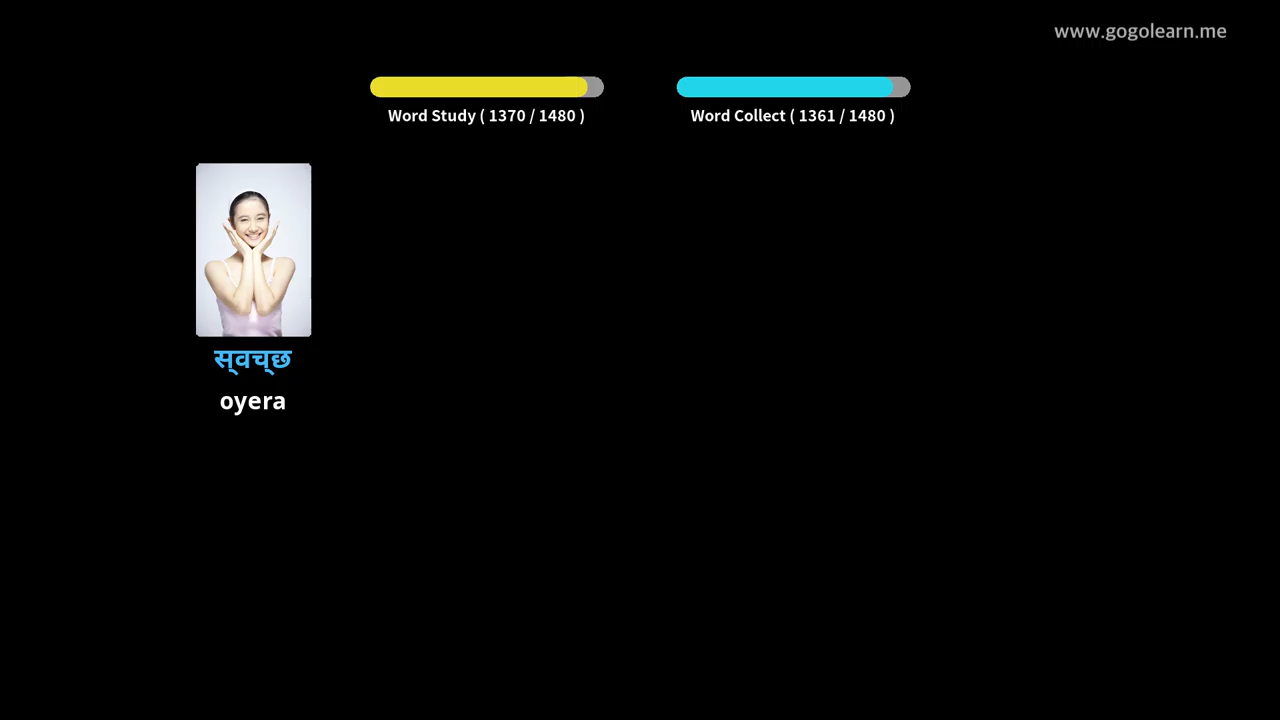 www.gogolearn.me
Word Study ( 1370 / 1480 )
Word Collect ( 1361 / 1480 )
स्‌वच्‌छ
oyera